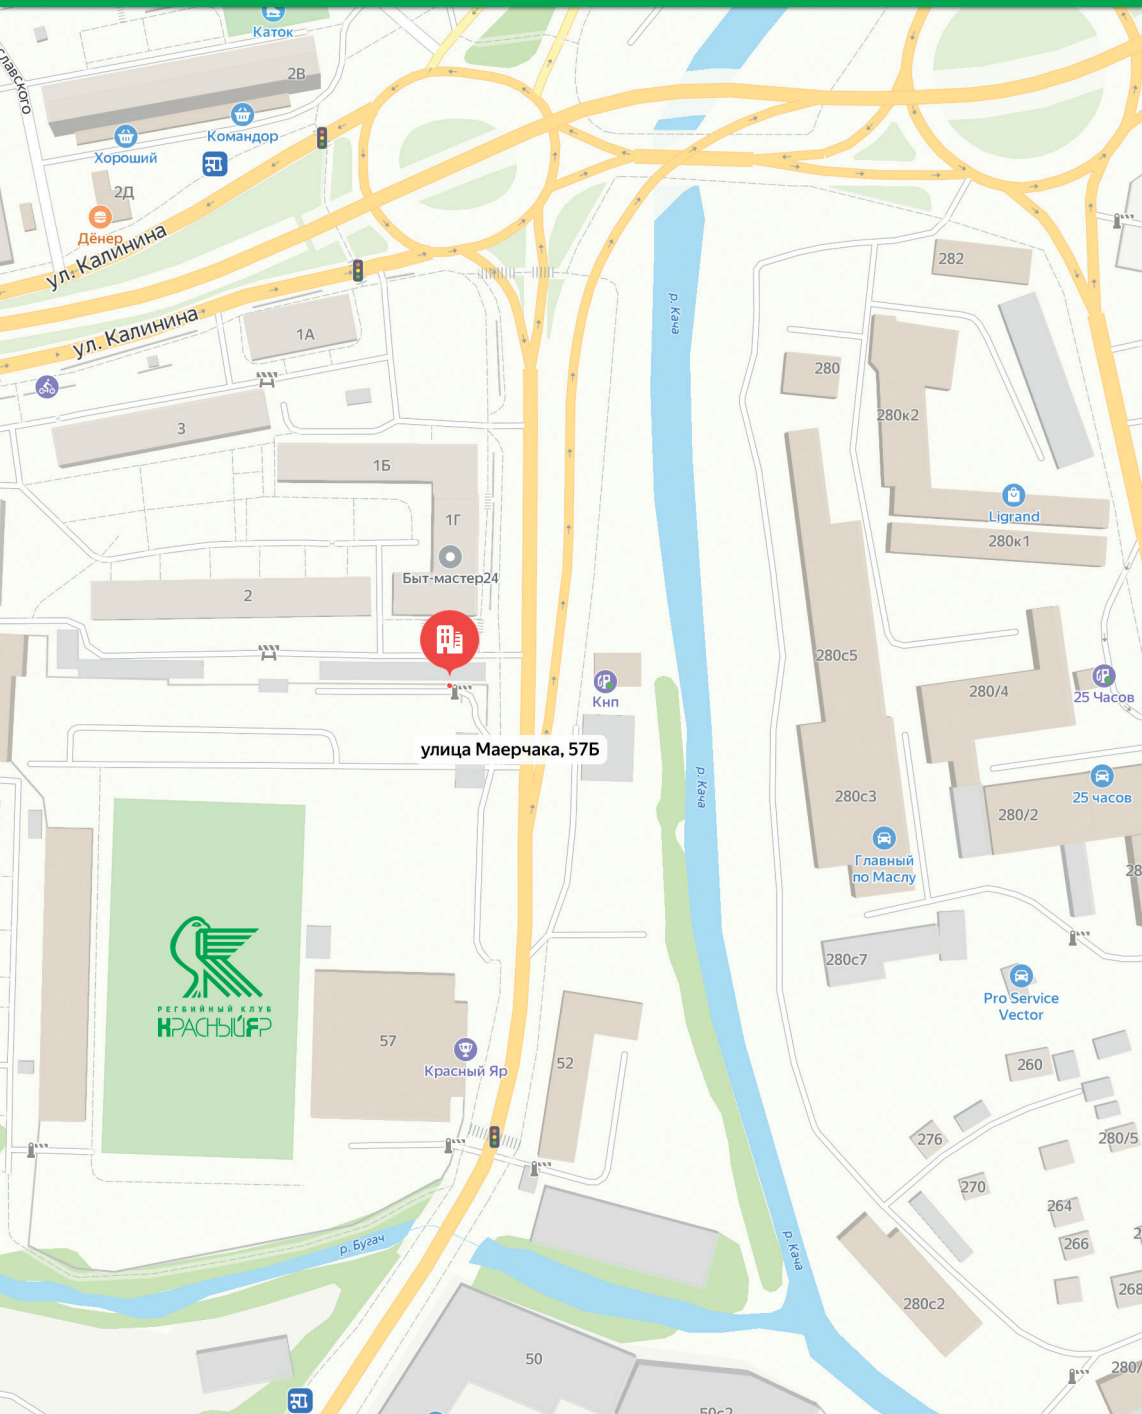 Каток
2В
Командор
Хороший
2Д
Дёнер
ул. Калинина
ул. Калинина
282
р. Кача
1А
280
280к2
3
1Б
Ligrand
1Г
280к1
Быт-мастер24
2
280с5
280/4
Кнп
25 Часов
улица Маерчака, 57Б
р. Кача
280с3
25 часов
280/2
Главный
по Маслу
280с7
Pro Service
Vector
РЕГБИЙНЫЙ КЛУБ
КРАСНЫЙ ЯР
57
Красный Яр
52
260
276
280/5
270
264
266
р. Бугач
р. Кача
268
280с2
50